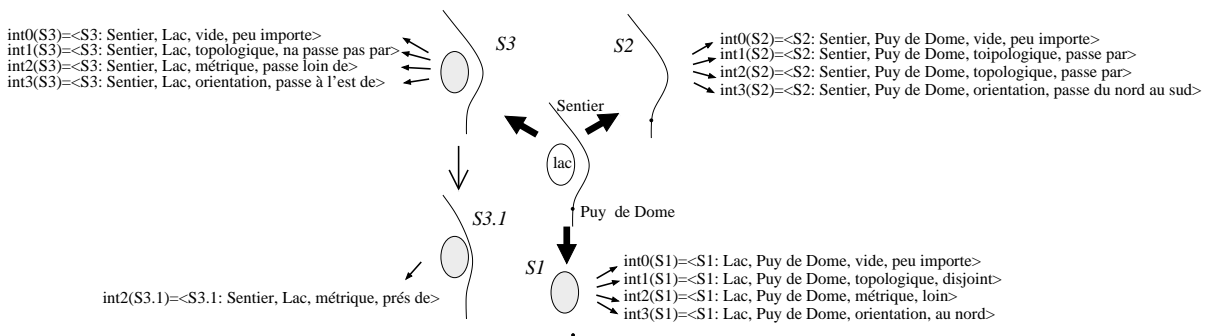 int0(S3)=<S3: Sentier, Lac, vide, peu importe>
int1(S3)=<S3: Sentier, Lac, topologique, na passe pas par>
int2(S3)=<S3: Sentier, Lac, métrique, passe loin de>
int3(S3)=<S3: Sentier, Lac, orientation, passe à l'est de>
S3
S2
int0(S2)=<S2: Sentier, Puy de Dome, vide, peu importe>
int1(S2)=<S2: Sentier, Puy de Dome, toipologique, passe par>
int2(S2)=<S2: Sentier, Puy de Dome, topologique, passe par>
int3(S2)=<S2: Sentier, Puy de Dome, orientation, passe du nord au sud>
Sentier
lac
Puy de Dome
S3.1
int2(S3.1)=<S3.1: Sentier, Lac, métrique, prés de>
S1
int0(S1)=<S1: Lac, Puy de Dome, vide, peu importe>
int1(S1)=<S1: Lac, Puy de Dome, topologique, disjoint>
int2(S1)=<S1: Lac, Puy de Dome, métrique, loin>
int3(S1)=<S1: Lac, Puy de Dome, orientation, au nord>